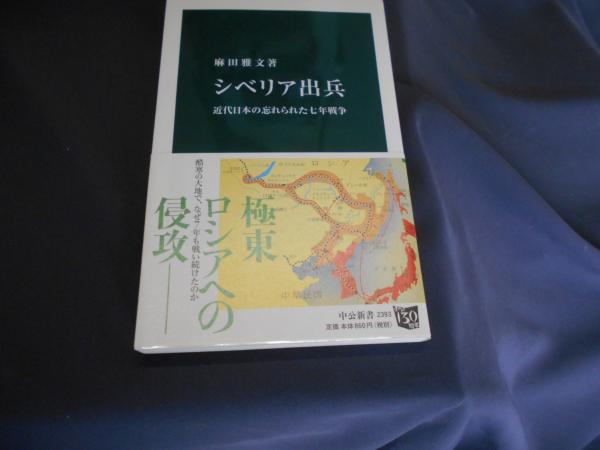 麻田雅文著
シベリア出兵
近代日本の忘れられた七年戦争
極東
ロシアへの
侵攻――
酷寒の大地で、なぜ7年も戦い続けたのか
ロシア
中華民国
中公新書 2393
定価 本体860円(税別)
130